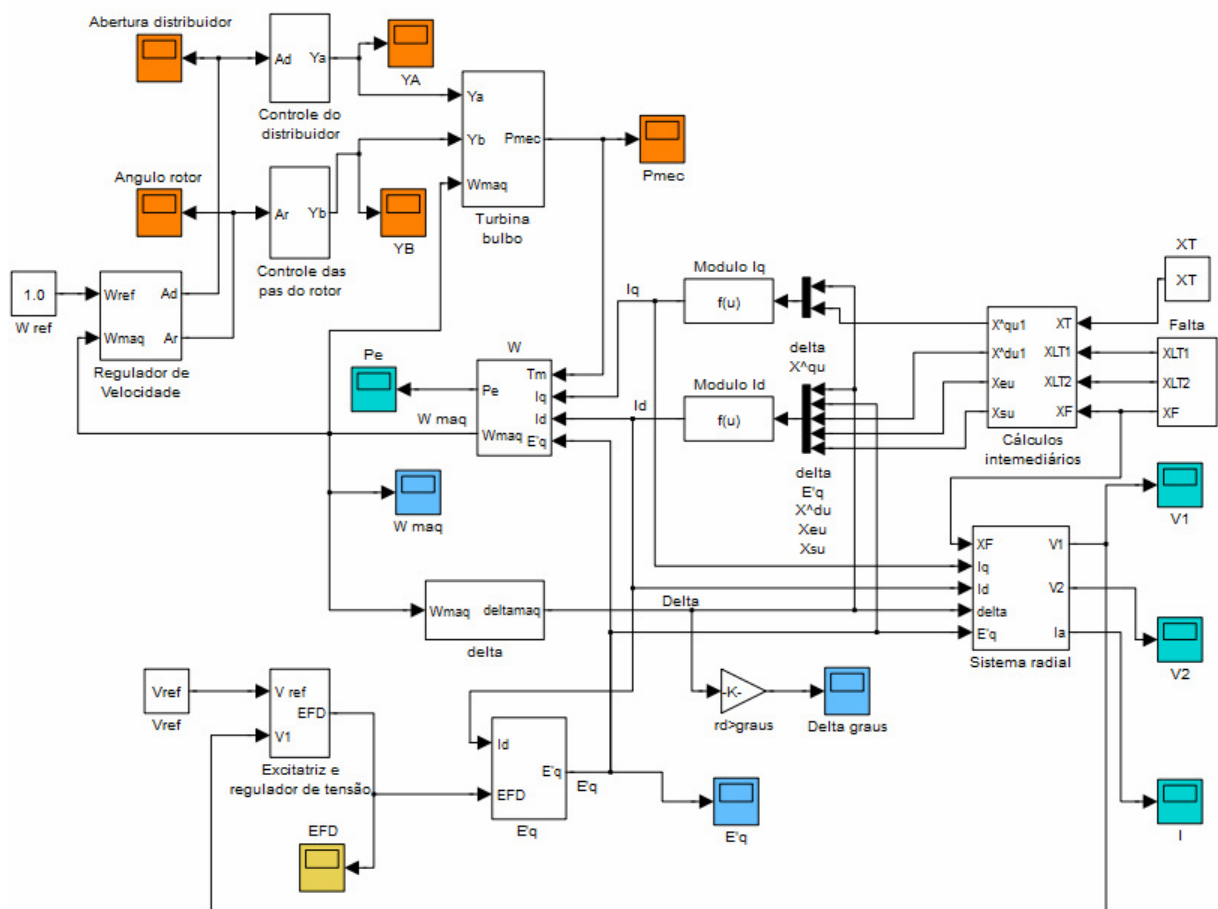 Abertura distribuidor
Ad
Ya
YA
Controle do
distribuidor
Ya
Yb
Wmaq
Pmec
Turbina
bulbo
Pmec
Angulo rotor
Ar
Yb
YB
Controle das
pas do rotor
1.0
W ref
Wref
Wmaq
Ad
Ar
Regulador de
Velocidade
Pe
W
Tm
Iq
Id
E'q
Pe
Wmaq
W maq
W maq
Iq
Modulo Iq
f(u)
delta
X^qu
Id
Modulo Id
f(u)
delta
E'q
X^du
Xeu
Xsu
X^qu1
X^du1
Xeu
Xsu
XT
XLT1
XLT2
XF
Cálculos
intemediários
XT
XT
Falta
XLT1
XLT2
XF
XF
Iq
Id
delta
E'q
V1
V2
Ia
Sistema radial
V1
V2
I
Wmaq
deltamaq
delta
Delta
-K-
rd>graus
Delta graus
Vref
Vref
V ref
V1
EFD
Excitatriz e
regulador de tensão
EFD
Id
EFD
E'q
E'q
E'q
E'q